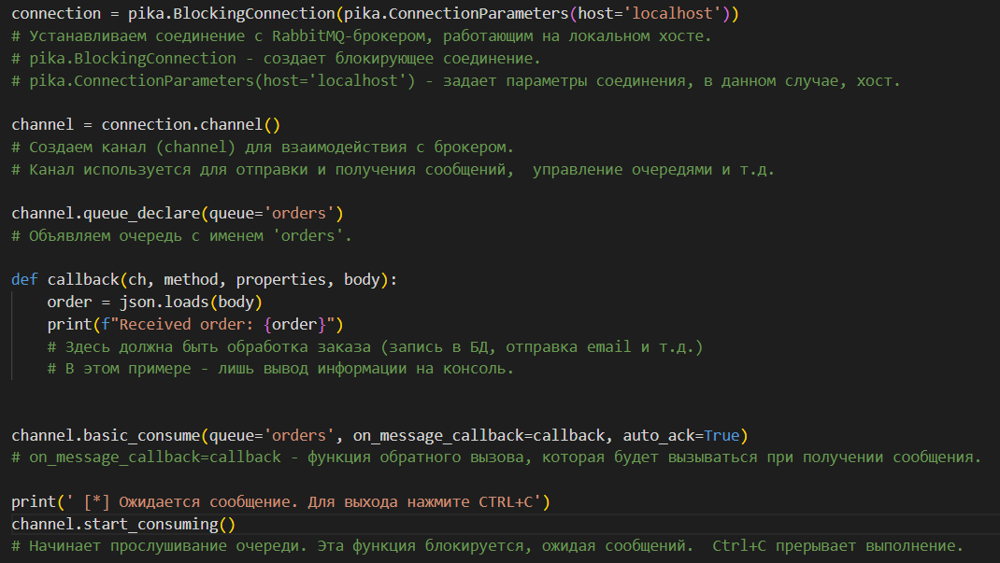 connection = pika.BlockingConnection(pika.ConnectionParameters(host='localhost'))
# Устанавливаем соединение с RabbitMQ-брокером, работающим на локальном хосте.
# pika.BlockingConnection - создает блокирующее соединение.
# pika.ConnectionParameters(host='localhost') - задает параметры соединения, в данном случае, хост.

channel = connection.channel()
# Создаем канал (channel) для взаимодействия с брокером.
# Канал используется для отправки и получения сообщений,  управление очередями и т.д.

channel.queue_declare(queue='orders')
# Объявляем очередь с именем 'orders'.

def callback(ch, method, properties, body):
    order = json.loads(body)
    print(f"Received order: {order}")
    # Здесь должна быть обработка заказа (запись в БД, отправка email и т.д.)
    # В этом примере - лишь вывод информации на консоль.


channel.basic_consume(queue='orders', on_message_callback=callback, auto_ack=True)
# on_message_callback=callback - функция обратного вызова, которая будет вызываться при получении сообщения.

print(' [*] Ожидается сообщение. Для выхода нажмите CTRL+C')
channel.start_consuming()
# Начинает прослушивание очереди. Эта функция блокируется, ожидая сообщений.  Ctrl+C прерывает выполнение.